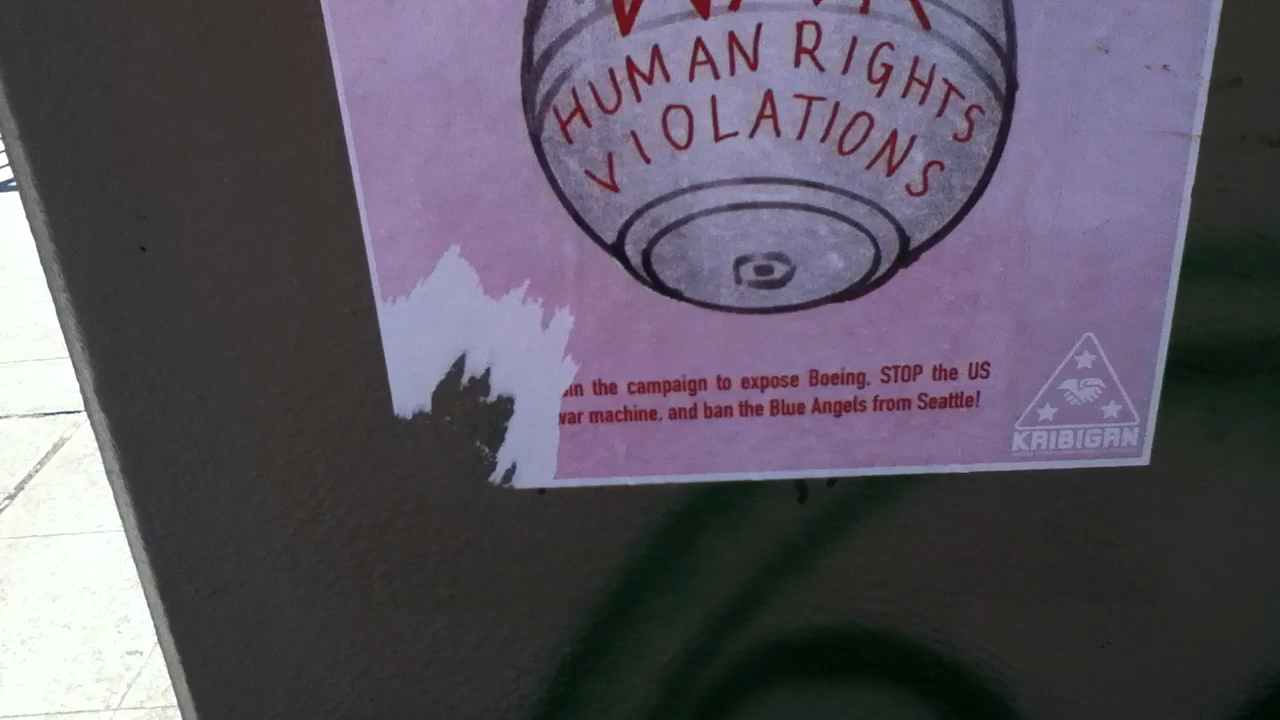 WAR
HUMAN RIGHTS
VIOLATIONS
in the campaign to expose Boeing, STOP the US
war machine, and ban the Blue Angels from Seattle!
KAIBIGAN